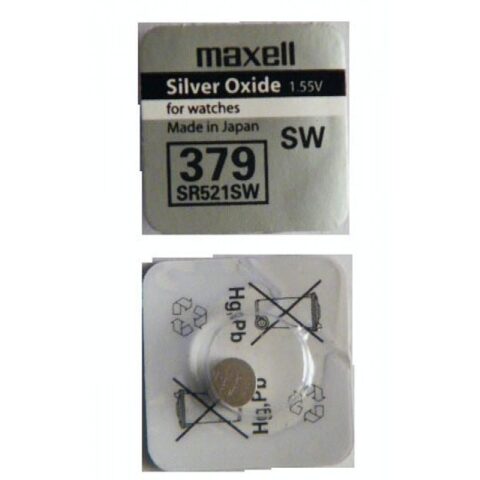 maxell
Silver Oxide 1.55V
for watches
Made in Japan
SW
379
SR521SW
Hg,Pb
Hg,Pb